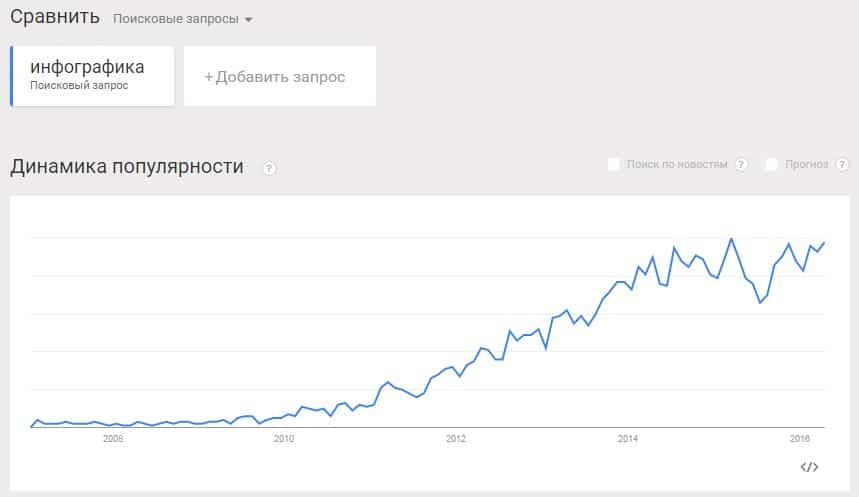 Сравнить Поисковые запросы
инфографика
Поисковый запрос
+ Добавить запрос
Динамика популярности ?
Поиск по новостям ?
Прогноз ?
2008 2010 2012 2014 2016
</>